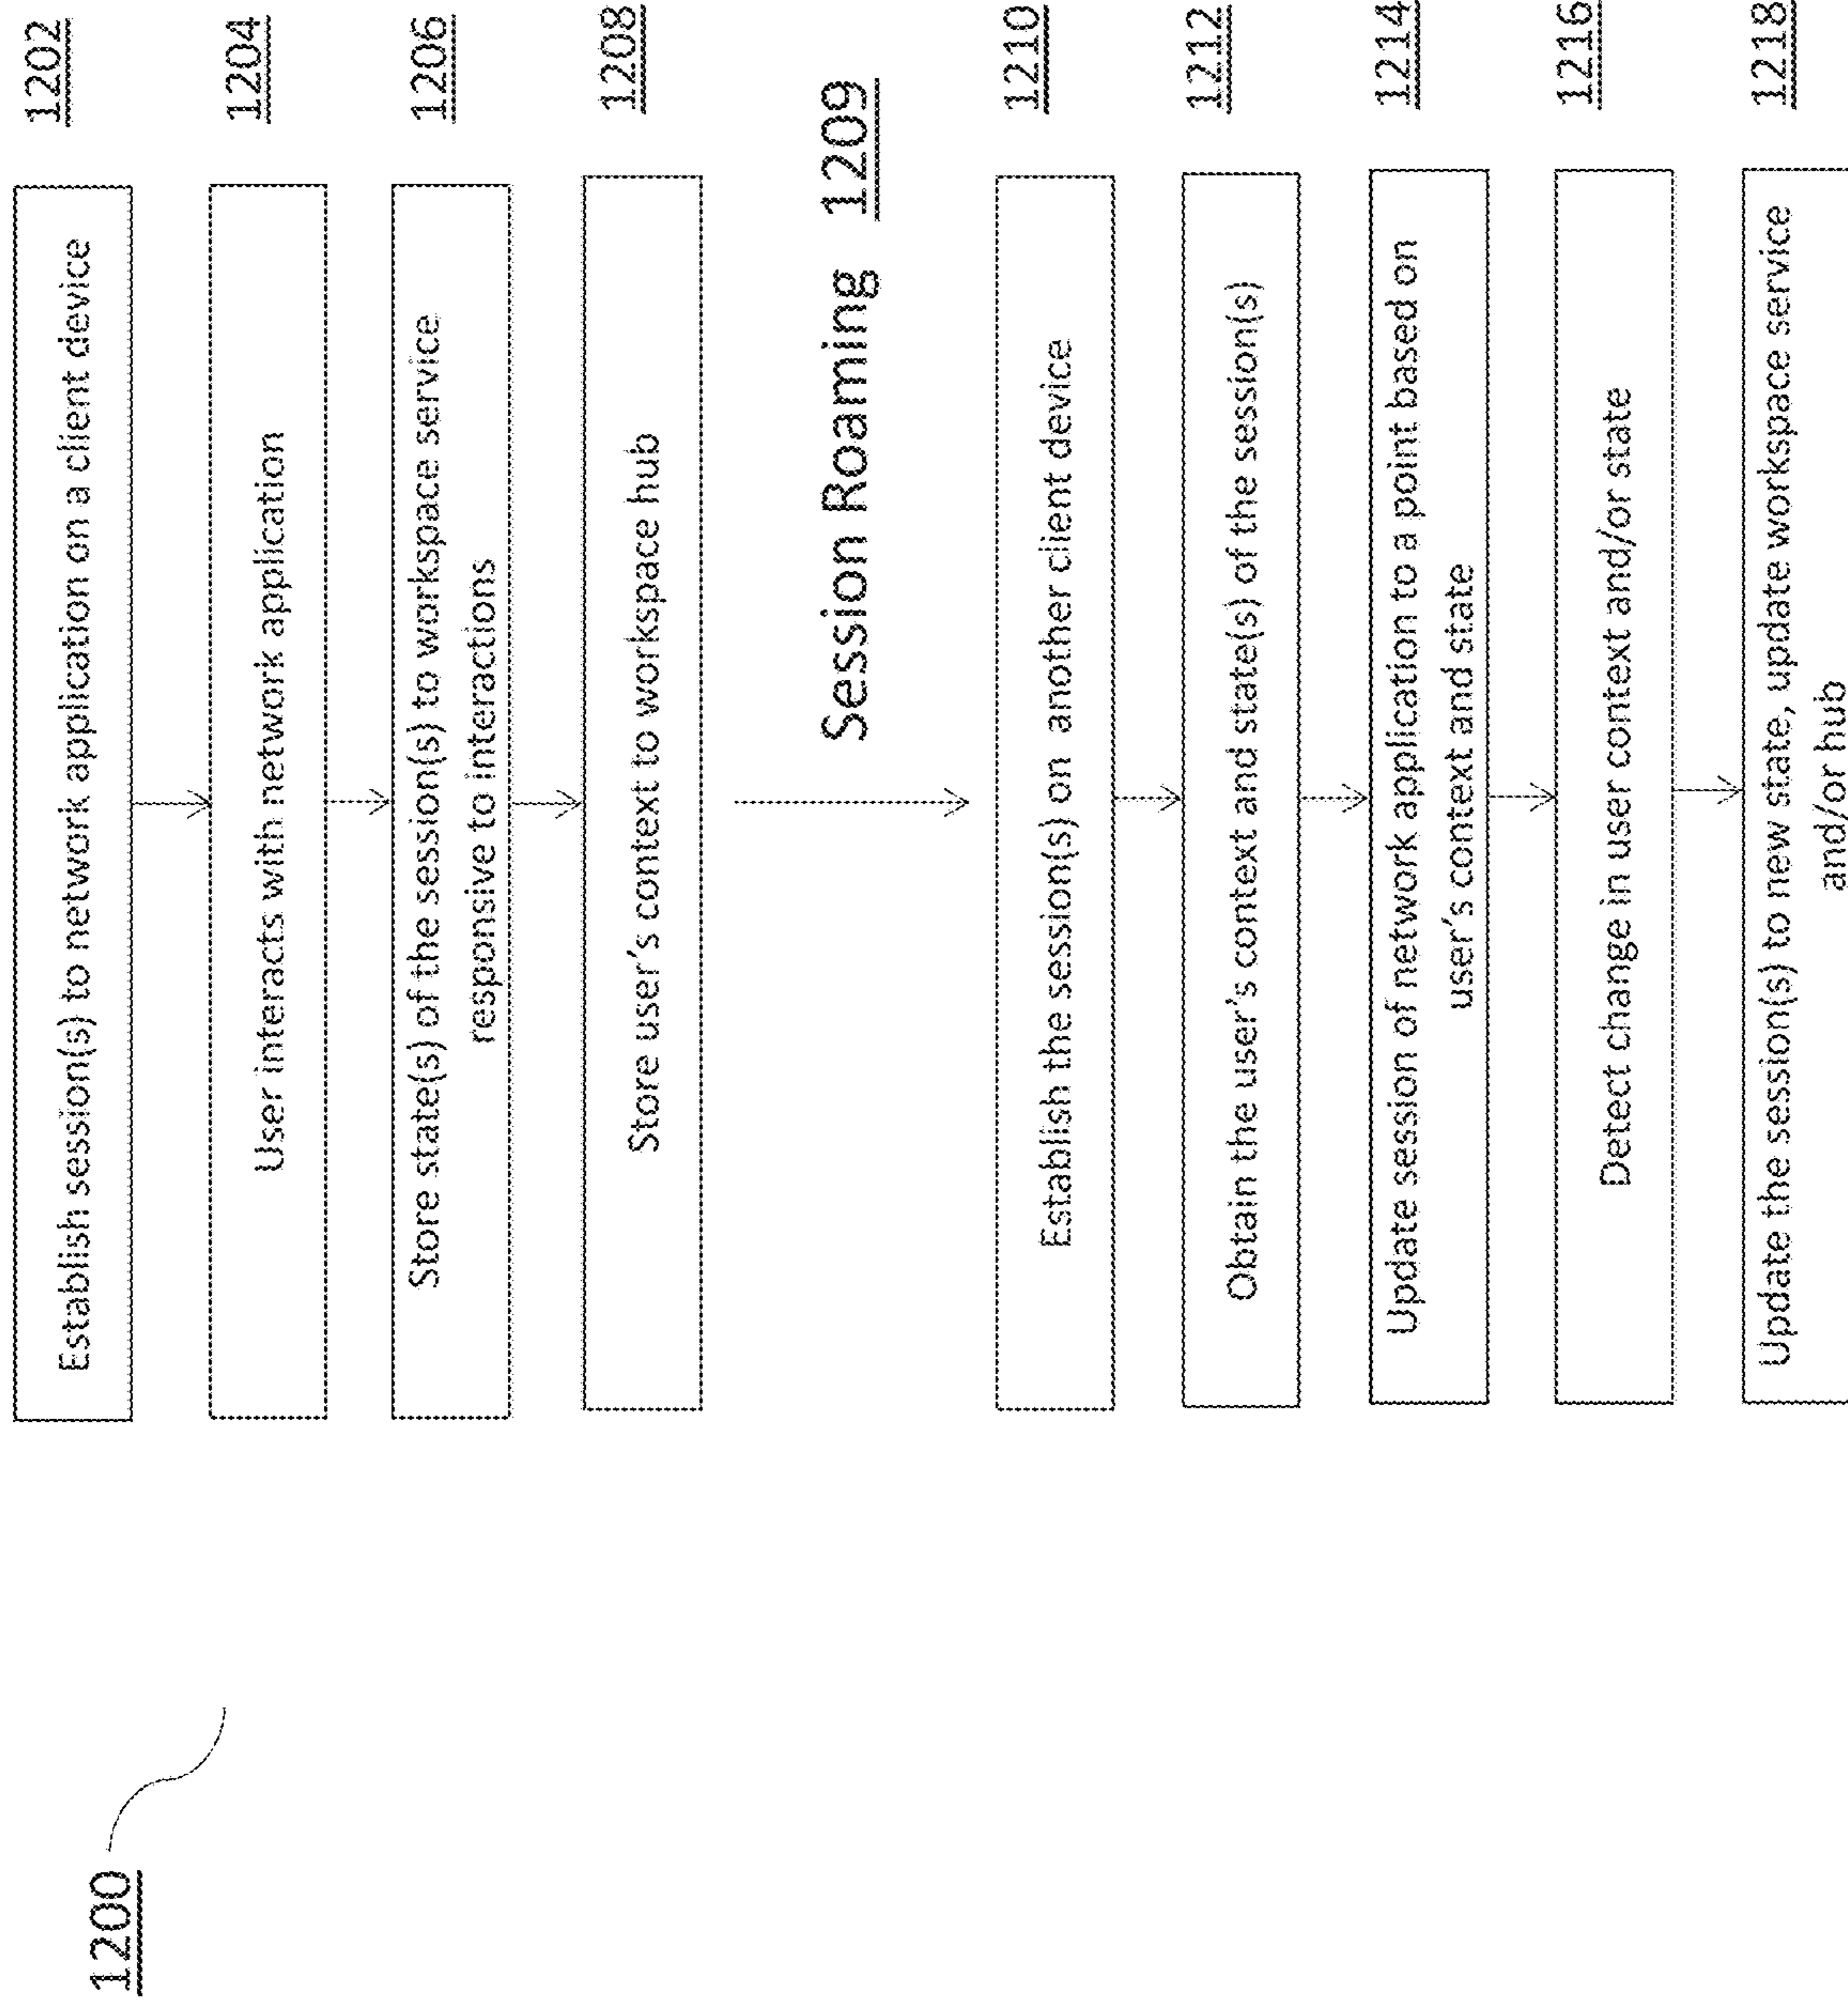 1200
Establish session(s) to network application on a client device
1202
User interacts with network application
1204
Store state(s) of the session(s) to workspace service
responsive to interactions
1206
Store user's context to workspace hub
1208
Session Roaming 1209
Establish the session(s) on another client device
1210
Obtain the user's context and state(s) of the session(s)
1212
Update session of network application to a point based on
user's context and state
1214
Detect change in user context and/or state
1216
Update the session(s) to new state, update workspace service
and/or hub
1218